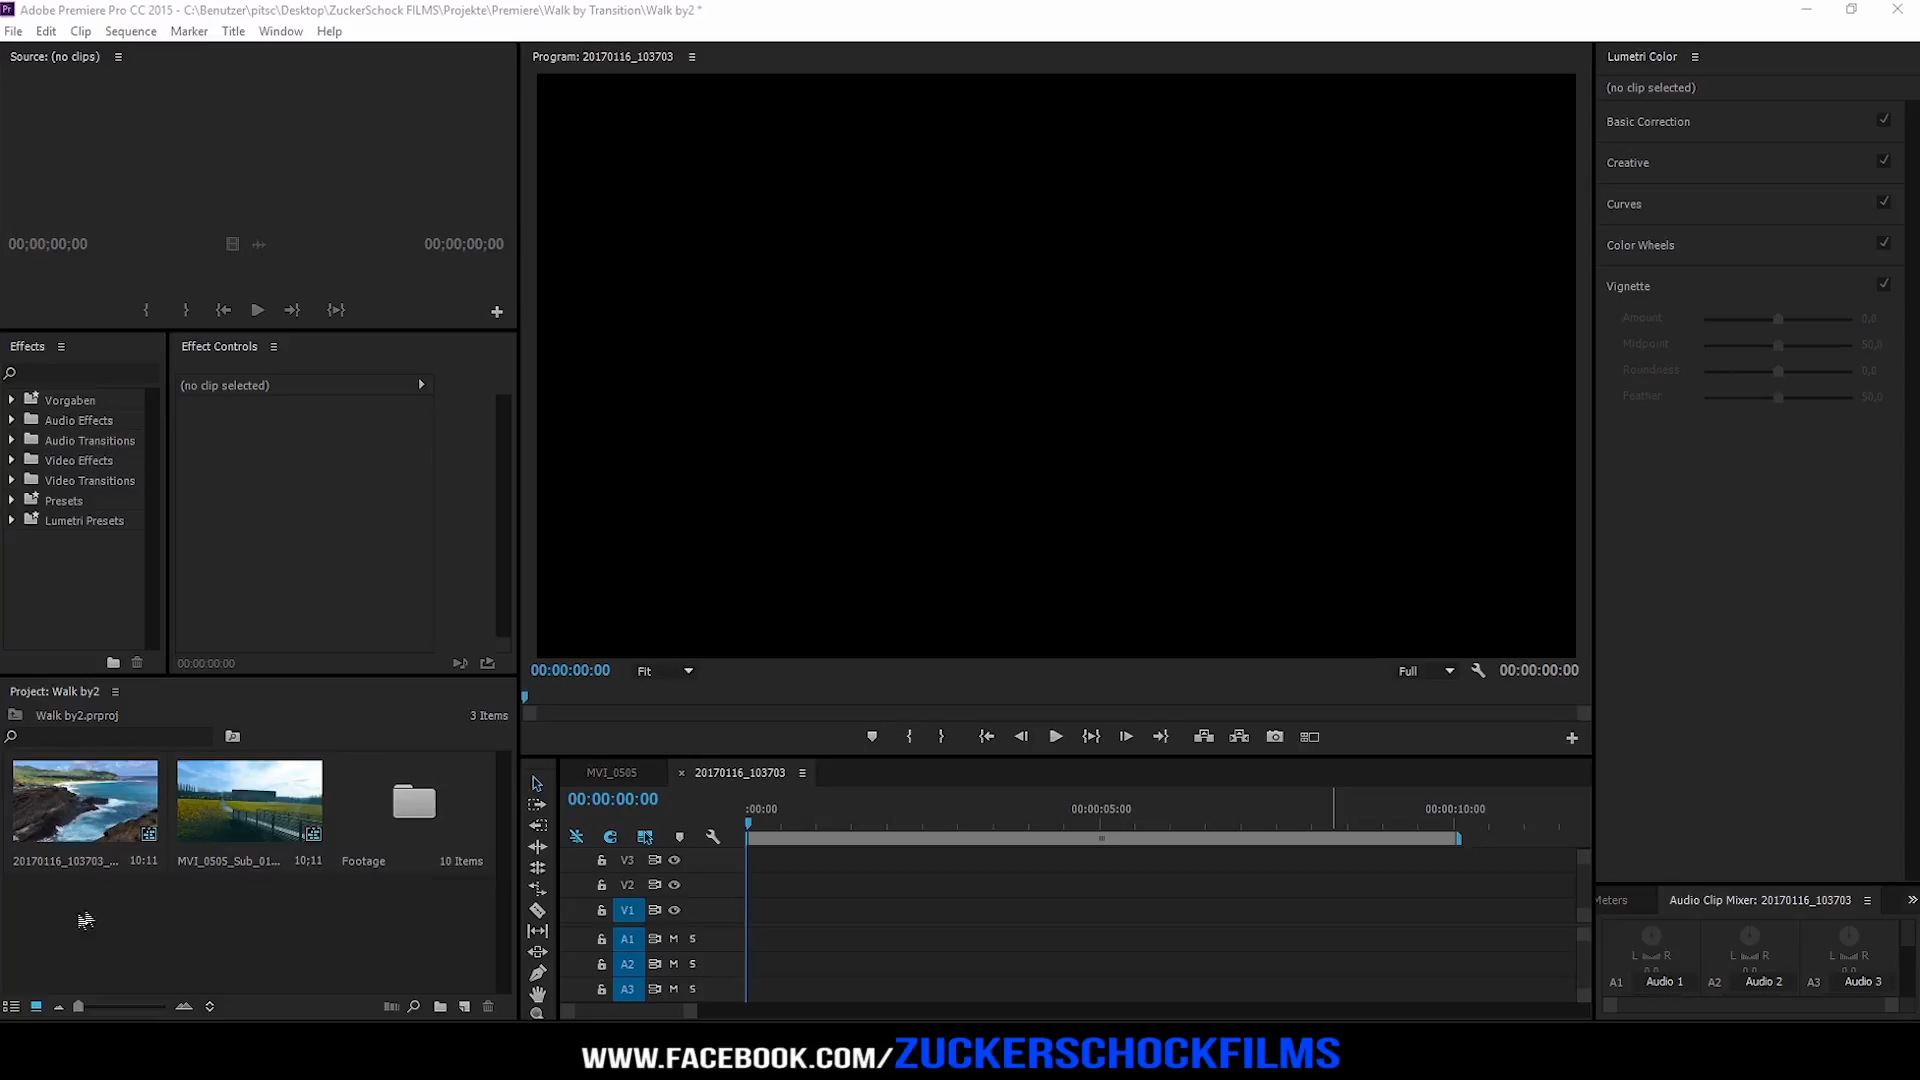 Adobe Premiere Pro CC 2015 - C:\Benutzer\pitsc\Desktop\ZuckerSchock FILMS\Projekte\Premiere\Walk by Transition\Walk by2 *
File Edit Clip Sequence Marker Title Window Help
Source: (no clips)
00;00;00;00
00;00;00;00
Effects
Vorgaben
Audio Effects
Audio Transitions
Video Effects
Video Transitions
Presets
Lumetri Presets
Effect Controls
(no clip selected)
00:00:00:00
Project: Walk by2
Walk by2.prproj
3 Items
20170116_103703_... 10:11
MVI_0505_Sub_01... 10;11
Footage 10 Items
Program: 20170116_103703
00:00:00:00
Fit
Full
00:00:00:00
MVI_0505
× 20170116_103703
00:00:00:00
:00:00
00:00:05:00
00:00:10:00
V3
V2
V1
A1 M S
A2 M S
A3 M S
Lumetri Color
(no clip selected)
Basic Correction
Creative
Curves
Color Wheels
Vignette
Amount 0,0
Midpoint 50,0
Roundness 0,0
Feather 50,0
Meters
Audio Clip Mixer: 20170116_103703
L R L R L R
0.0 0.0 0.0
A1 Audio 1 A2 Audio 2 A3 Audio 3
WWW.FACEBOOK.COM/ZUCKERSCHOCKFILMS